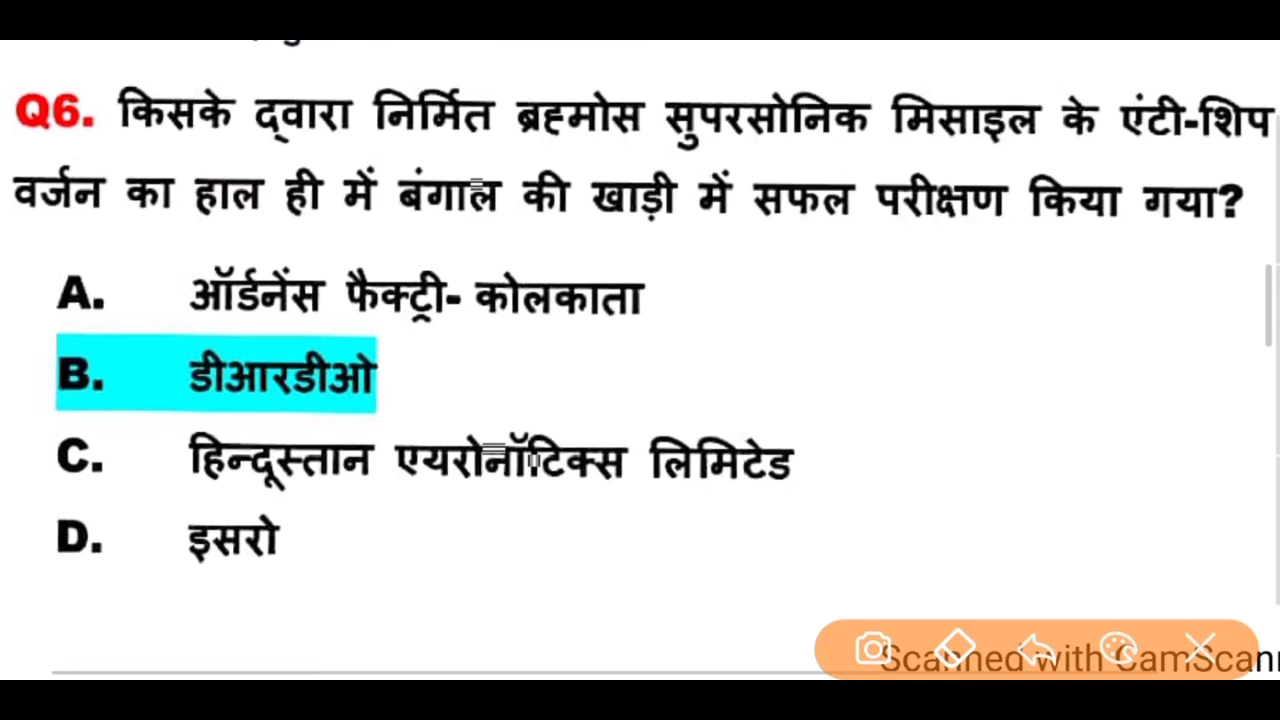 Q6. किसके द्वारा निर्मित ब्रह्मोस सुपरसोनिक मिसाइल के एंटी-शिप
वर्जन का हाल ही में बंगाल की खाड़ी में सफल परीक्षण किया गया?
A. ऑर्डनेंस फैक्ट्री- कोलकाता
B. डीआरडीओ
C. हिन्दूस्तान एयरोनॉटिक्स लिमिटेड
D. इसरो
Scanned with CamScann